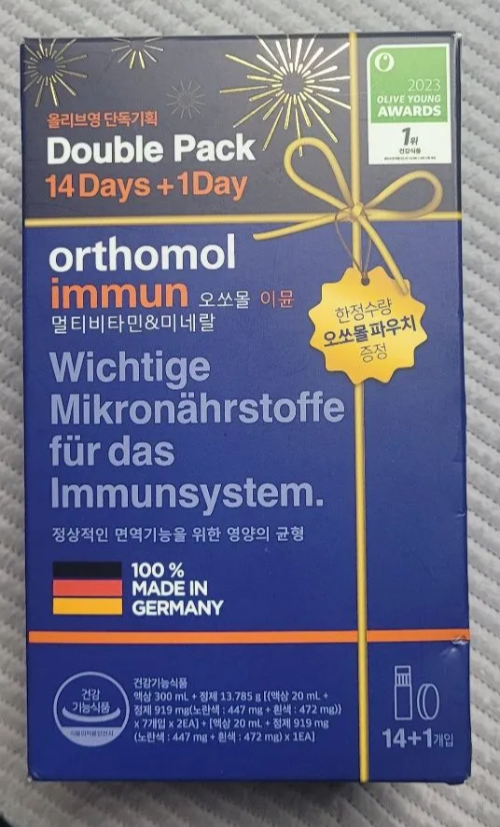 올리브영 단독기획
Double Pack
14 Days + 1 Day
2023
OLIVE YOUNG
AWARDS
1위
건강식품
orthomol
immun 오쏘몰 이뮨
멀티비타민&미네랄
한정수량
오쏘몰 파우치
증정
Wichtige
Mikronährstoffe
für das
Immunsystem.
정상적인 면역기능을 위한 영양의 균형
100 %
MADE IN
GERMANY
건강
기능식품
건강기능식품
액상 300 mL + 정제 13.785 g [(액상 20 mL +
정제 919 mg(노란색 : 447 mg + 흰색 : 472 mg))
x 7개입 x 2EA] + [액상 20 mL + 정제 919 mg
(노란색 : 447 mg + 흰색 : 472 mg) x 1EA]
14+1개입